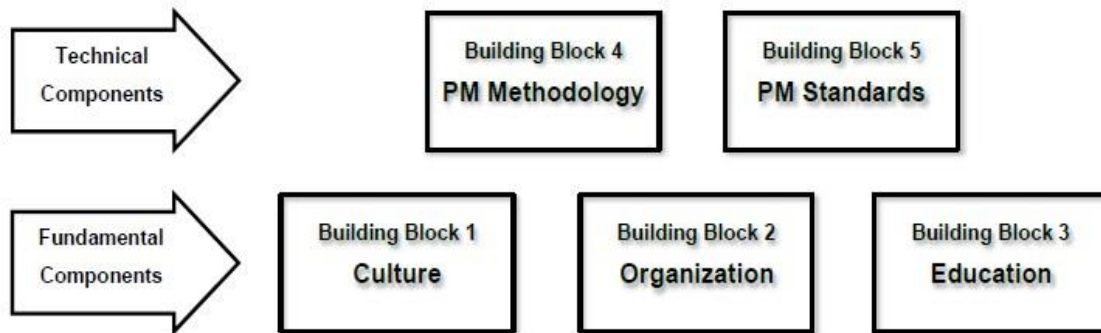 Technical
Components
Building Block 4
PM Methodology
Building Block 5
PM Standards
Fundamental
Components
Building Block 1
Culture
Building Block 2
Organization
Building Block 3
Education